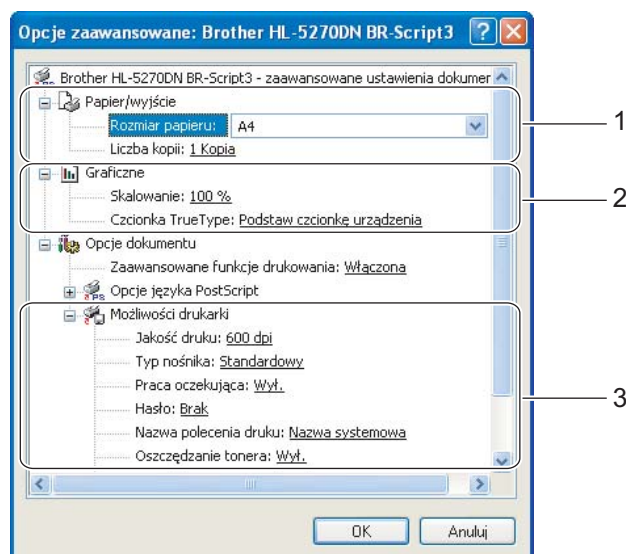 Opcje zaawansowane: Brother HL-5270DN BR-Script3
Brother HL-5270DN BR-Script3 - zaawansowane ustawienia dokumer
Papier/wyjście
Rozmiar papieru: A4
Liczba kopii: 1 Kopia
1
Graficzne
Skalowanie: 100 %
2
Czcionka TrueType: Podstaw czcionkę urządzenia
Opcje dokumentu
Zaawansowane funkcje drukowania: Włączona
Opcje języka PostScript
Możliwości drukarki
Jakość druku: 600 dpi
Typ nośnika: Standardowy
Praca oczekująca: Wył.
3
Hasło: Brak
Nazwa polecenia druku: Nazwa systemowa
Oszczędzanie tonera: Wył.
OK
Anuluj